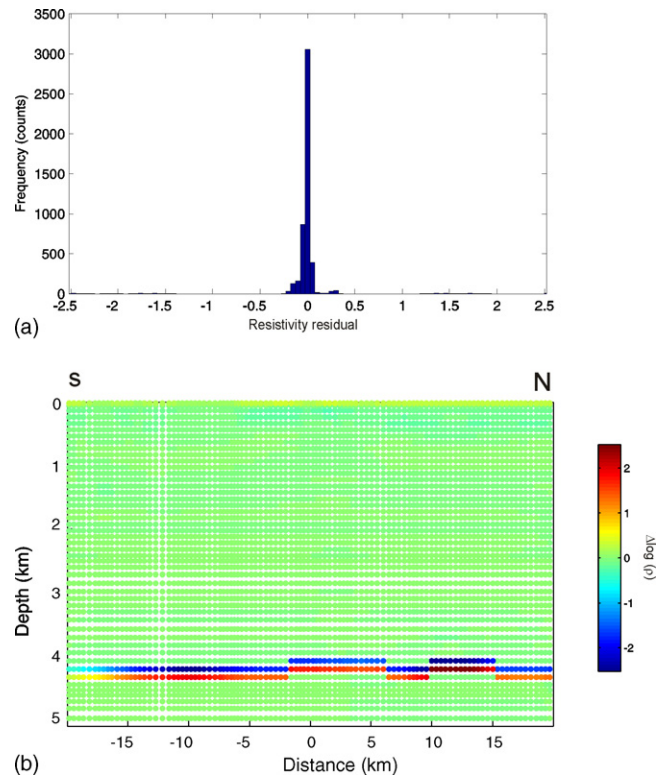 3500
3000
2500
2000
1500
1000
500
0
Frequency (counts)
-2.5 -2 -1.5 -1 -0.5 0 0.5 1 1.5 2 2.5
Resistivity residual
(a)
S N
0
1
2
3
4
5
Depth (km)
-15 -10 -5 0 5 10 15
Distance (km)
2
1
0
-1
-2
Δlog (ρ)
(b)